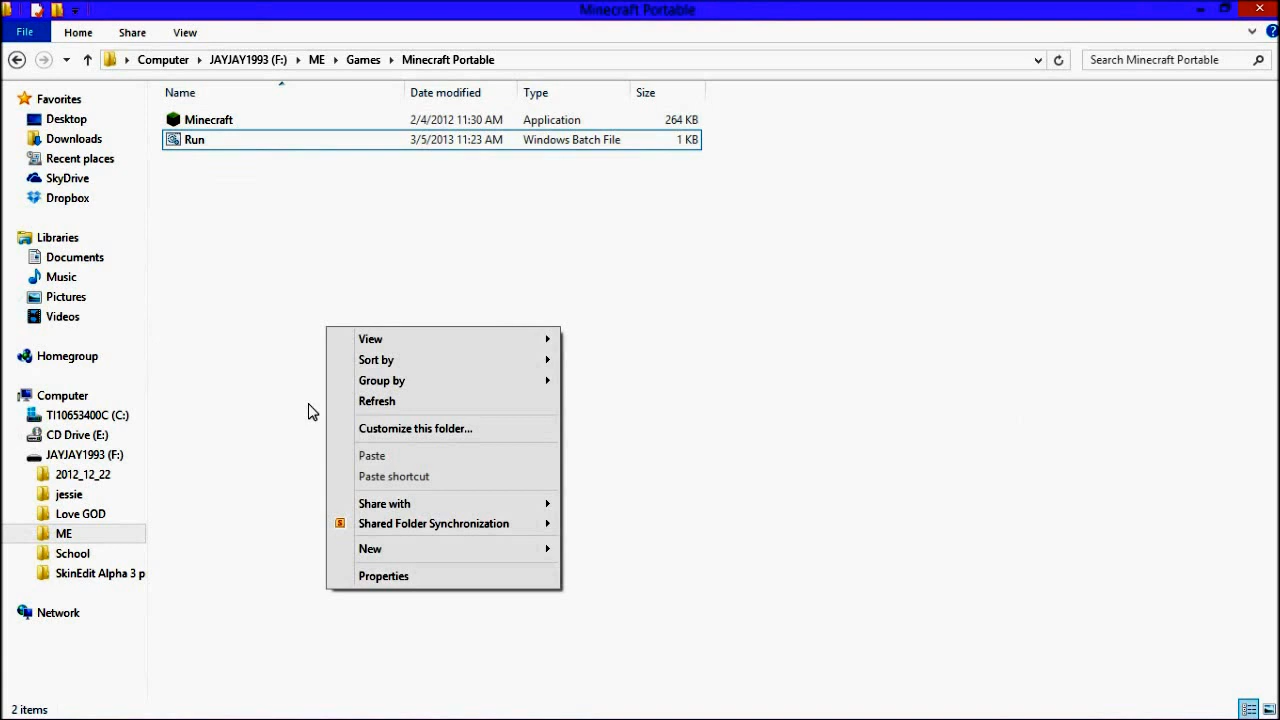 Minecraft Portable
File Home Share View
Computer JAYJAY1993 (F:) ME Games Minecraft Portable Search Minecraft Portable
Name Date modified Type Size
Minecraft 2/4/2012 11:30 AM Application 264 KB
Run 3/5/2013 11:23 AM Windows Batch File 1 KB
Favorites
Desktop
Downloads
Recent places
SkyDrive
Dropbox
Libraries
Documents
Music
Pictures
Videos
Homegroup
Computer
TI10653400C (C:)
CD Drive (E:)
JAYJAY1993 (F:)
2012_12_22
jessie
Love GOD
ME
School
SkinEdit Alpha 3 p
Network
View
Sort by
Group by
Refresh
Customize this folder...
Paste
Paste shortcut
Share with
Shared Folder Synchronization
New
Properties
2 items